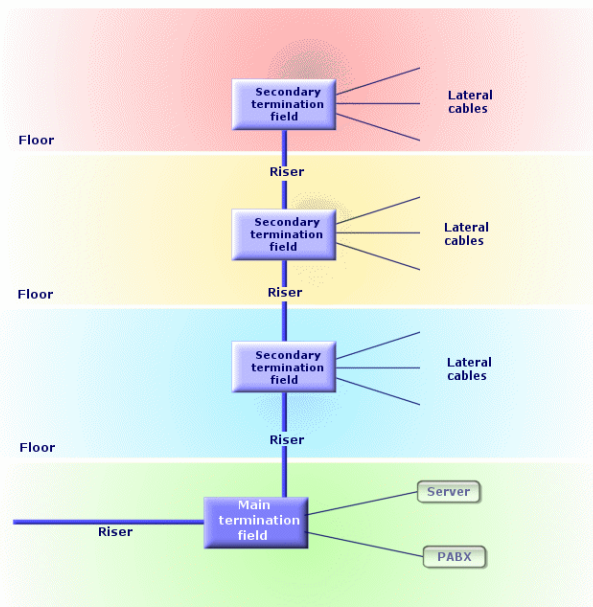 Secondary
termination
field
Lateral
cables
Floor
Riser
Secondary
termination
field
Lateral
cables
Floor
Riser
Secondary
termination
field
Lateral
cables
Floor
Riser
Main
termination
field
Server
Riser
PABX